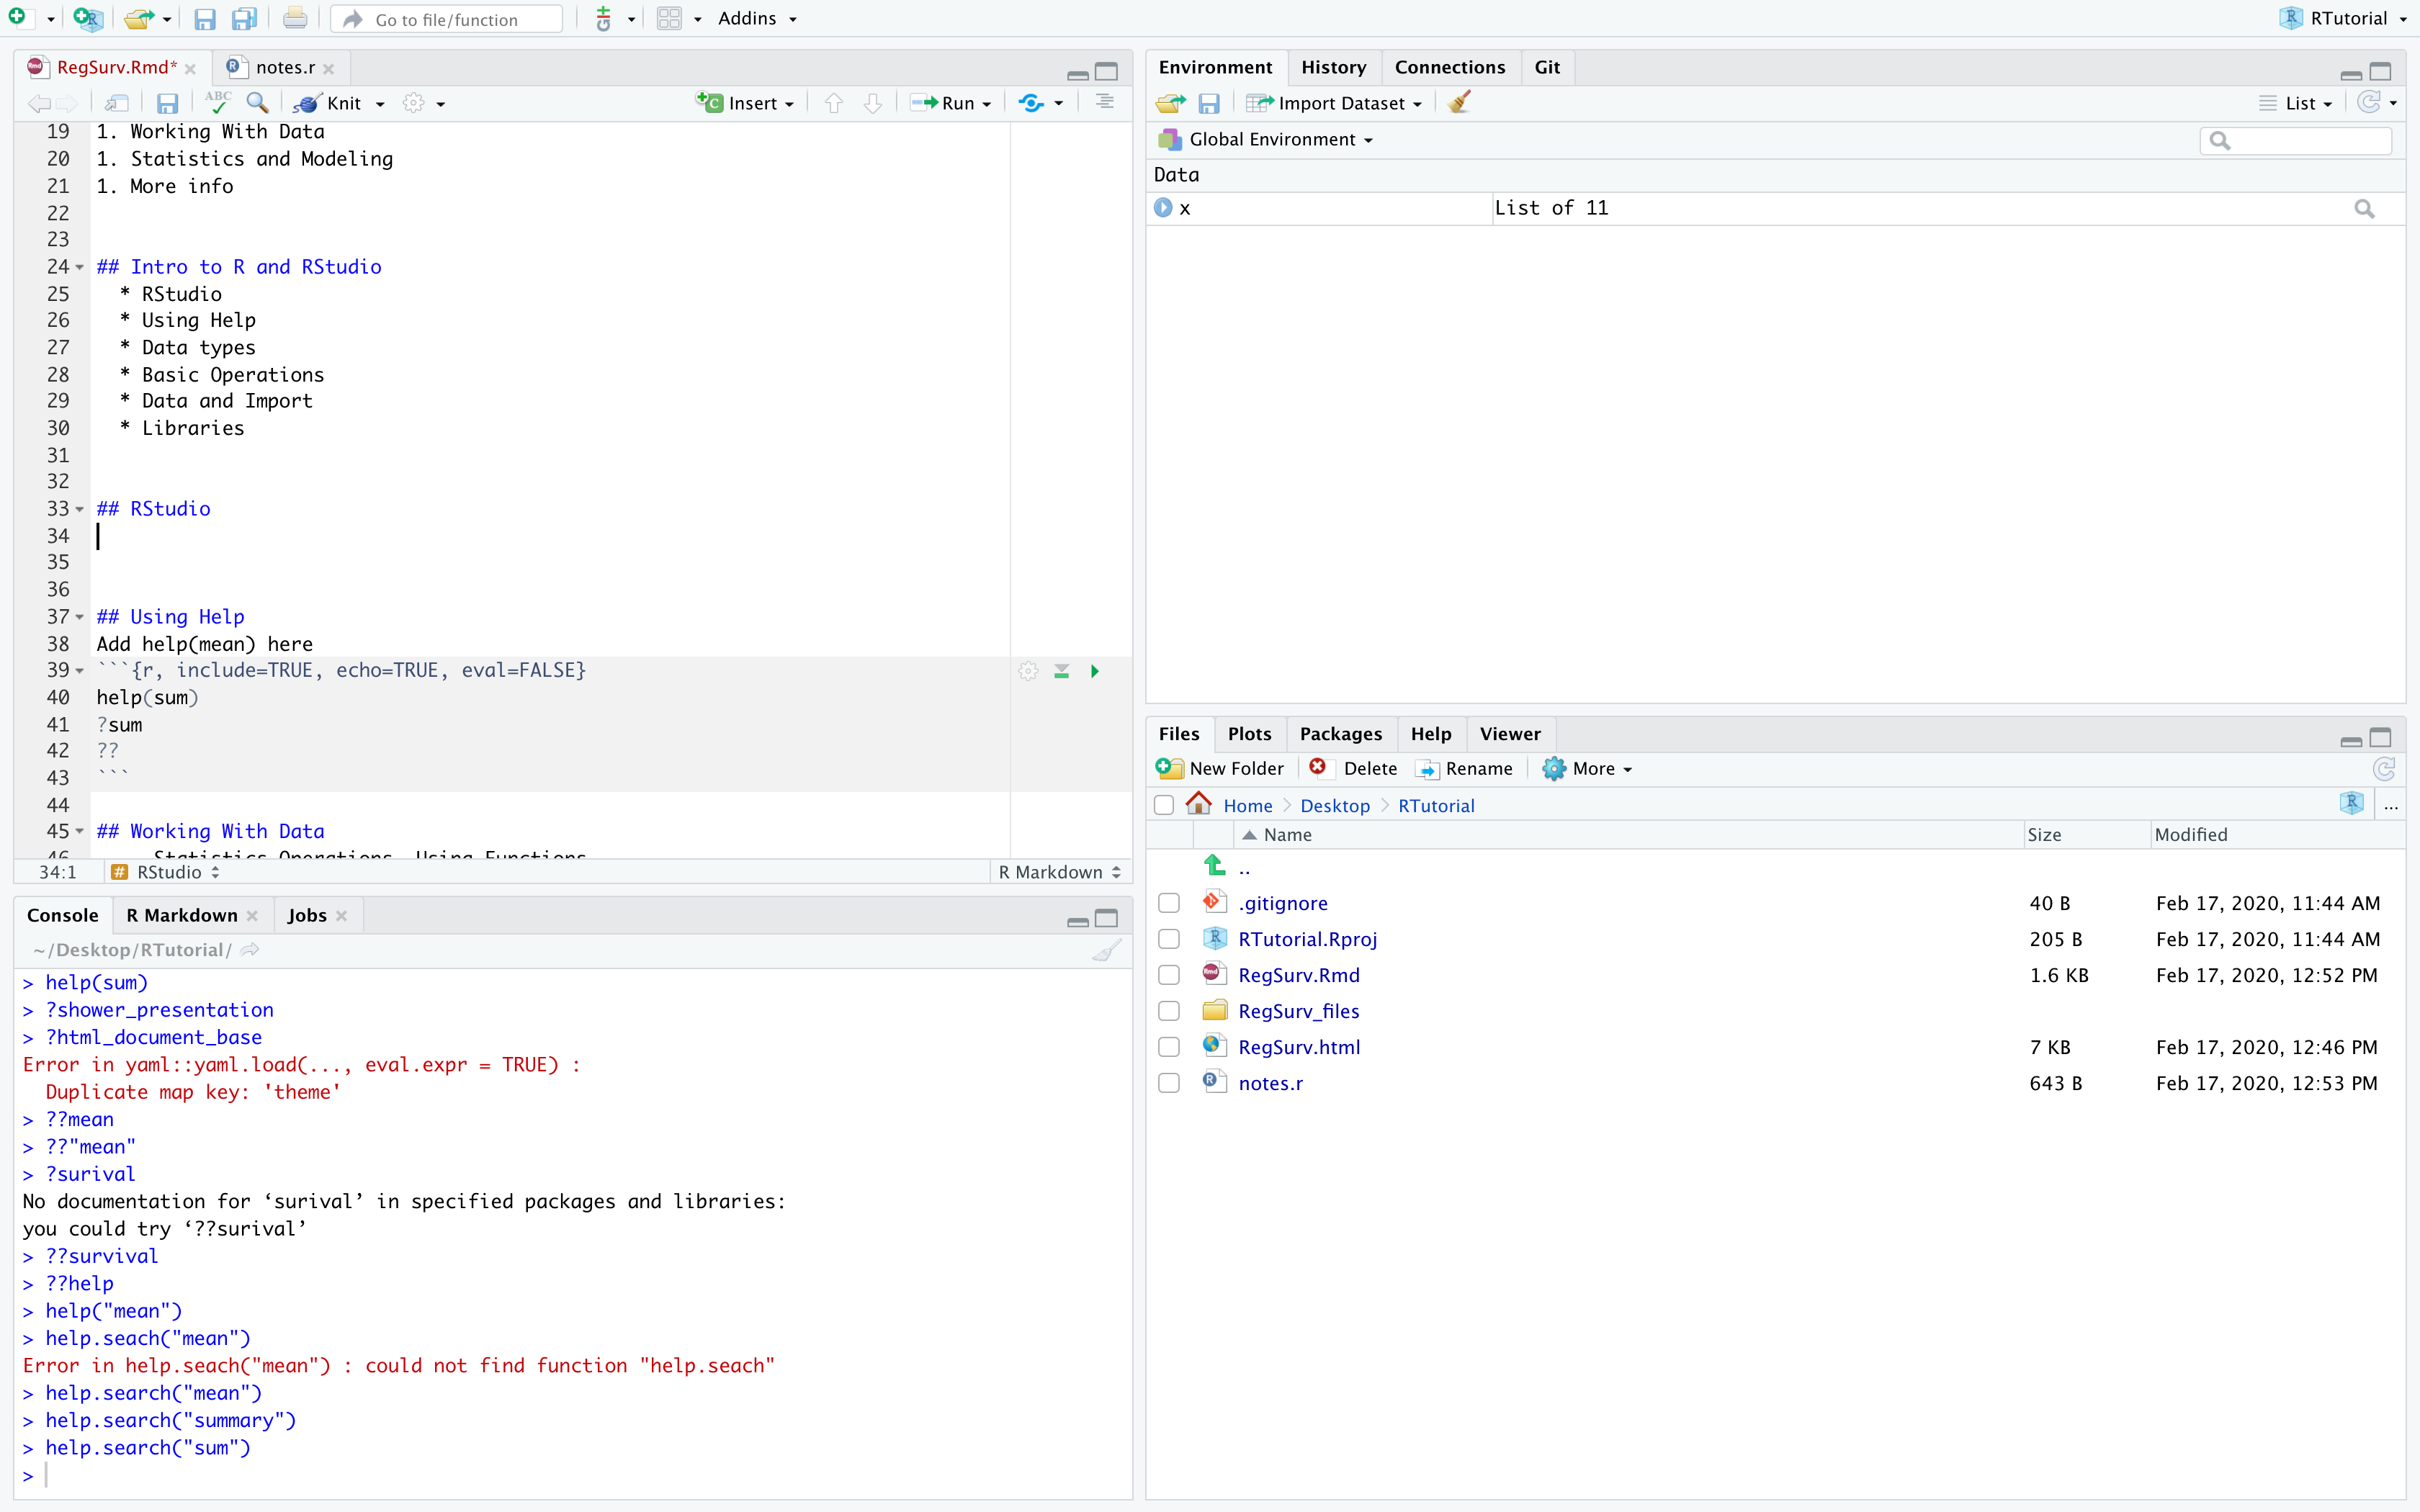 Go to file/function
Addins
RTutorial
RegSurv.Rmd*
notes.r
ABC
Knit
Insert
Run
19 1. Working With Data
20 1. Statistics and Modeling
21 1. More info
22
23
24 ## Intro to R and RStudio
25 * RStudio
26 * Using Help
27 * Data types
28 * Basic Operations
29 * Data and Import
30 * Libraries
31
32
33 ## RStudio
34
35
36
37 ## Using Help
38 Add help(mean) here
39 ```{r, include=TRUE, echo=TRUE, eval=FALSE}
40 help(sum)
41 ?sum
42 ??
43 ```
44
45 ## Working With Data
46 Statistics Operations, Using Functions
34:1 # RStudio R Markdown
Console R Markdown Jobs
~/Desktop/RTutorial/
> help(sum)
> ?shower_presentation
> ?html_document_base
Error in yaml::yaml.load(..., eval.expr = TRUE) :
Duplicate map key: 'theme'
> ??mean
> ??"mean"
> ?surival
No documentation for ‘surival’ in specified packages and libraries:
you could try ‘??surival’
> ??survival
> ??help
> help("mean")
> help.seach("mean")
Error in help.seach("mean") : could not find function "help.seach"
> help.search("mean")
> help.search("summary")
> help.search("sum")
>
Environment History Connections Git
Import Dataset List
Global Environment
Data
x List of 11
Files Plots Packages Help Viewer
New Folder Delete Rename More
Home Desktop RTutorial ...
Name Size Modified
..
.gitignore 40 B Feb 17, 2020, 11:44 AM
RTutorial.Rproj 205 B Feb 17, 2020, 11:44 AM
RegSurv.Rmd 1.6 KB Feb 17, 2020, 12:52 PM
RegSurv_files
RegSurv.html 7 KB Feb 17, 2020, 12:46 PM
notes.r 643 B Feb 17, 2020, 12:53 PM